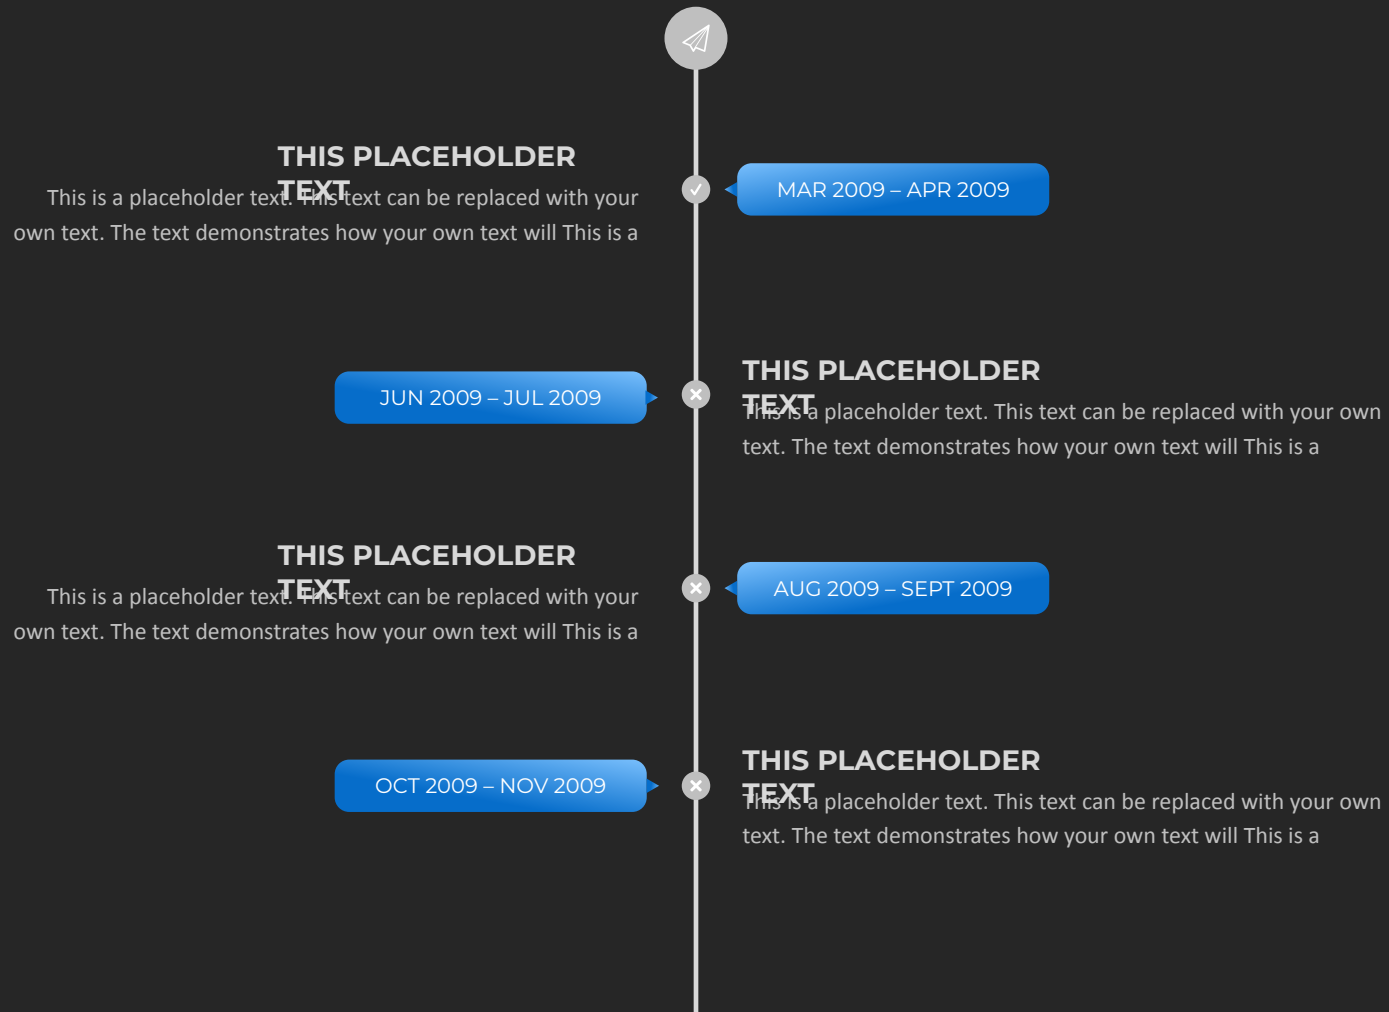 THIS PLACEHOLDER
TEXT
This is a placeholder text. This text can be replaced with your
own text. The text demonstrates how your own text will This is a
MAR 2009 – APR 2009
JUN 2009 – JUL 2009
THIS PLACEHOLDER
TEXT
This is a placeholder text. This text can be replaced with your own
text. The text demonstrates how your own text will This is a
THIS PLACEHOLDER
TEXT
This is a placeholder text. This text can be replaced with your
own text. The text demonstrates how your own text will This is a
AUG 2009 – SEPT 2009
OCT 2009 – NOV 2009
THIS PLACEHOLDER
TEXT
This is a placeholder text. This text can be replaced with your own
text. The text demonstrates how your own text will This is a